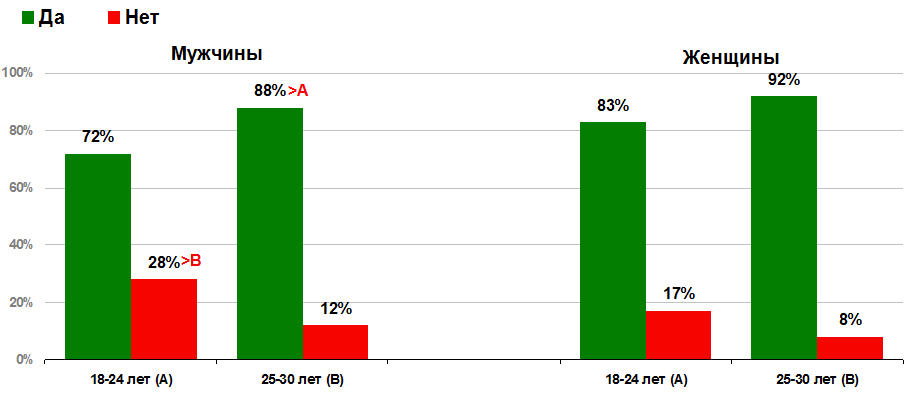 Да Нет
Мужчины Женщины
100%
80%
60%
40%
20%
0%
72%
28%>B
88%>A
12%
83%
17%
92%
8%
18-24 лет (A) 25-30 лет (B) 18-24 лет (A) 25-30 лет (B)